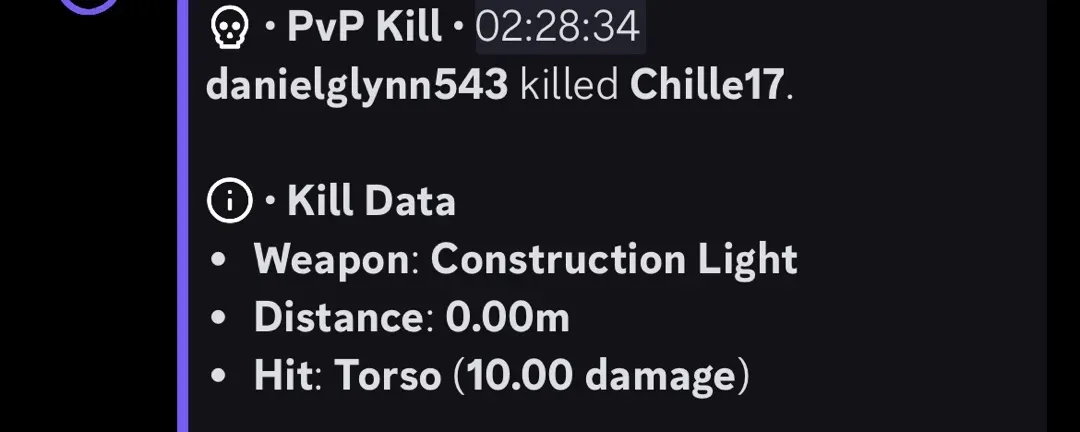 • PvP Kill • 02:28:34
danielglynn543 killed Chille17.
• Kill Data
• Weapon: Construction Light
• Distance: 0.00m
• Hit: Torso (10.00 damage)